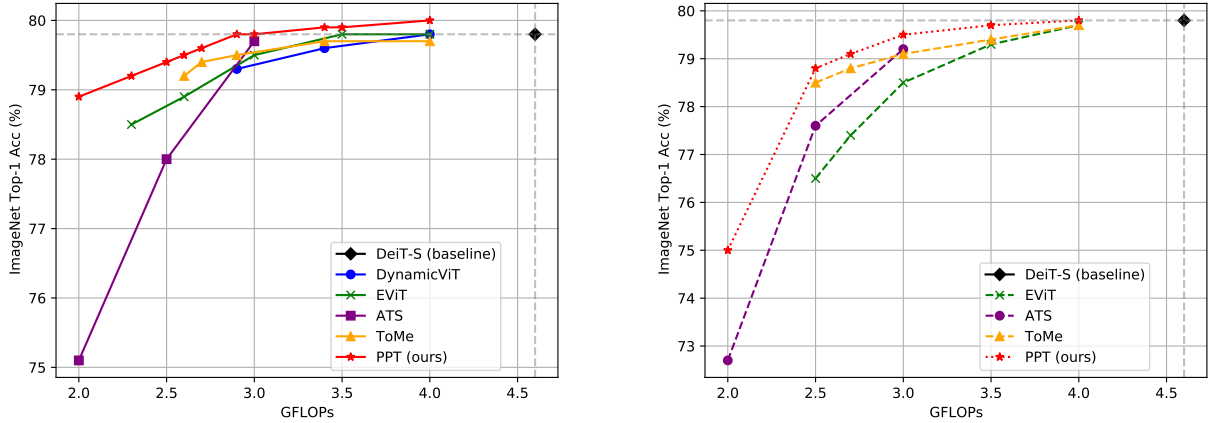 80
79
78
77
76
75
ImageNet Top-1 Acc (%)
2.0 2.5 3.0 3.5 4.0 4.5
GFLOPs
DeiT-S (baseline)
DynamicViT
EViT
ATS
ToMe
PPT (ours)
80
79
78
77
76
75
74
73
ImageNet Top-1 Acc (%)
2.0 2.5 3.0 3.5 4.0 4.5
GFLOPs
DeiT-S (baseline)
EViT
ATS
ToMe
PPT (ours)